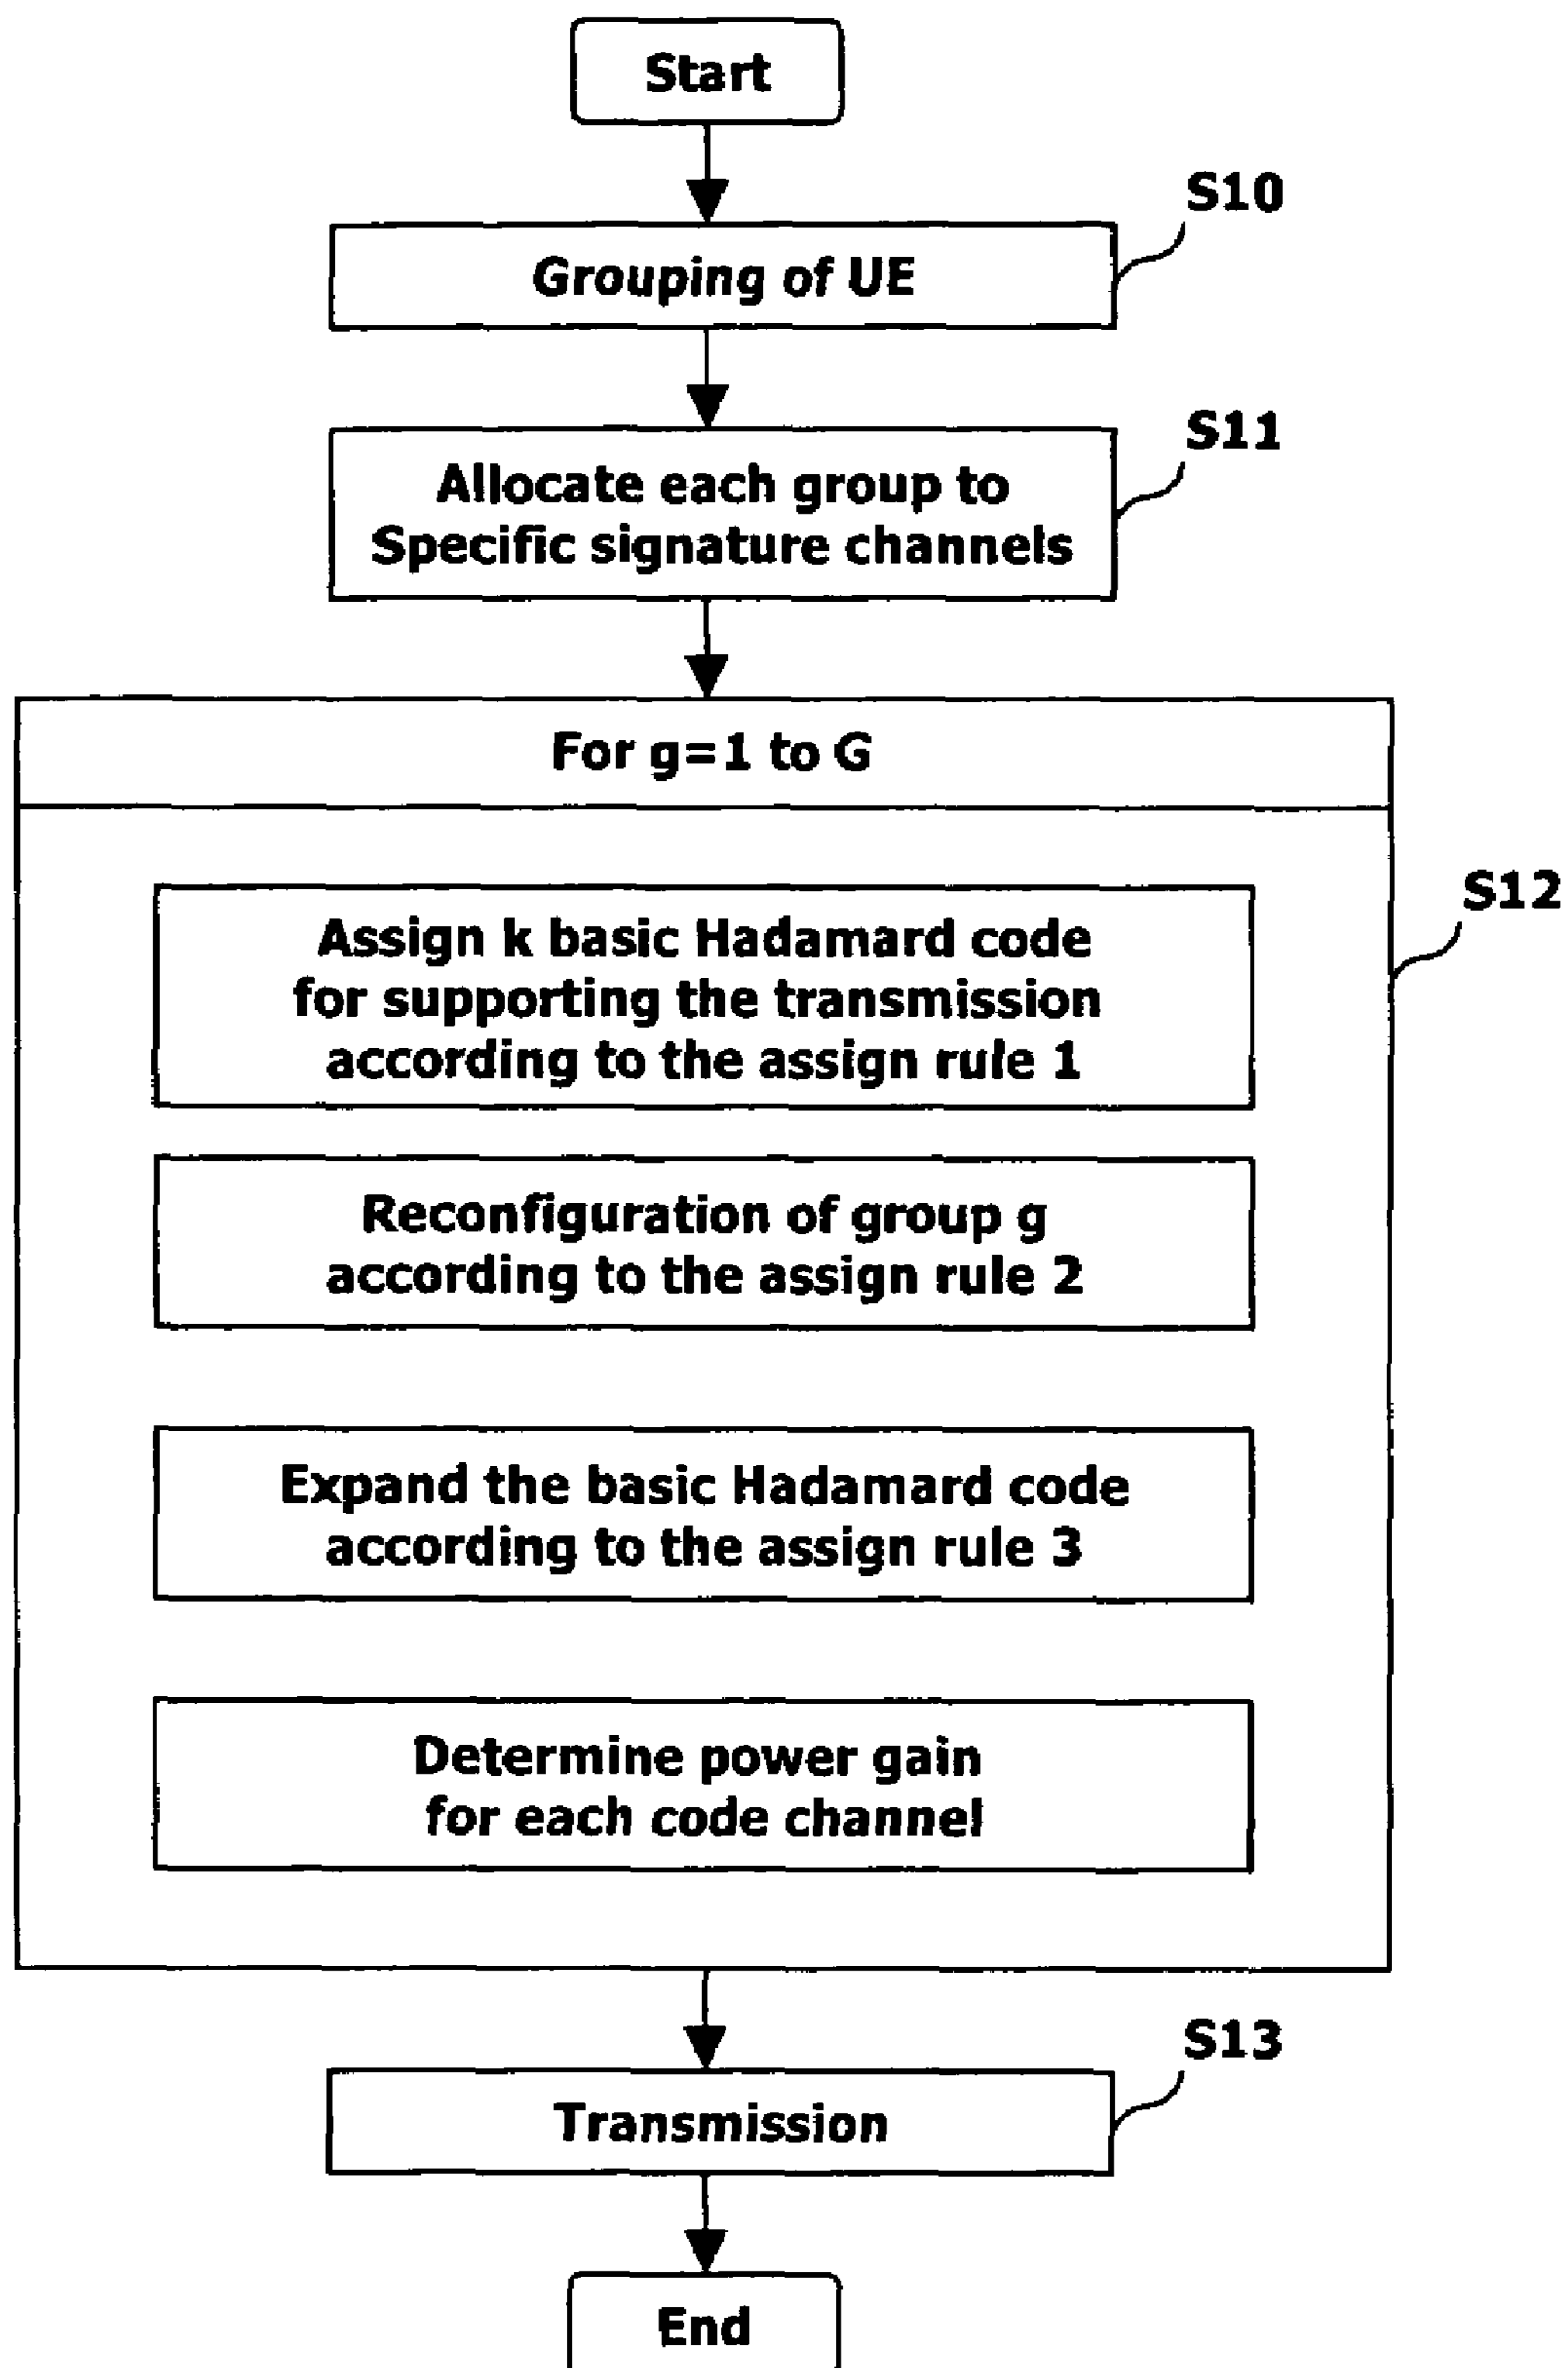 Start
S10
Grouping of UE
S11
Allocate each group to
Specific signature channels
For g=1 to G
S12
Assign k basic Hadamard code
for supporting the transmission
according to the assign rule 1
Reconfiguration of group g
according to the assign rule 2
Expand the basic Hadamard code
according to the assign rule 3
Determine power gain
for each code channel
S13
Transmission
End